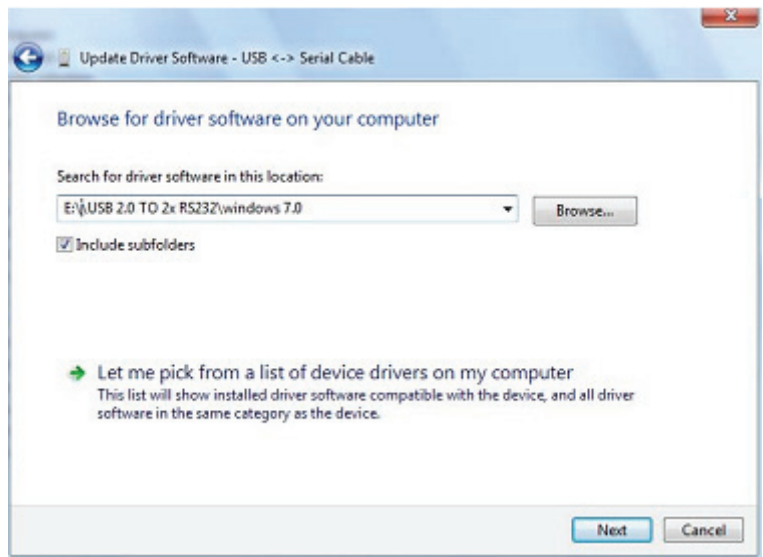 Update Driver Software - USB <-> Serial Cable
Browse for driver software on your computer
Search for driver software in this location:
E:\USB 2.0 TO 2x RS232\windows 7.0
Browse...
Include subfolders
Let me pick from a list of device drivers on my computer
This list will show installed driver software compatible with the device, and all driver
software in the same category as the device.
Next
Cancel